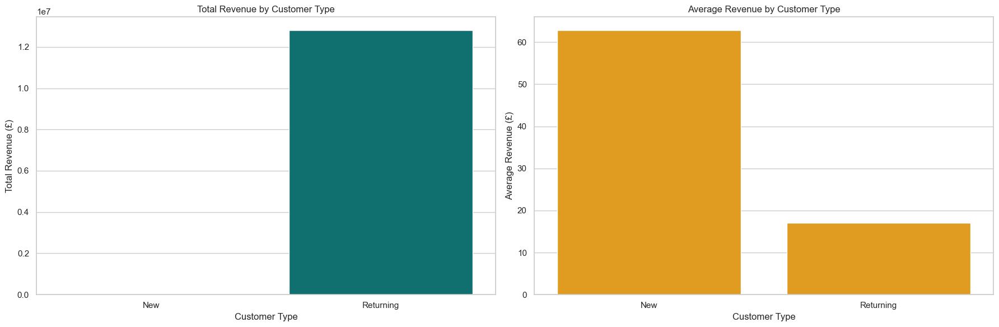 Total Revenue by Customer Type
1e7
1.2
1.0
0.8
0.6
0.4
0.2
0.0
Total Revenue (£)
New
Returning
Customer Type
Average Revenue by Customer Type
60
50
40
30
20
10
0
Average Revenue (£)
New
Returning
Customer Type